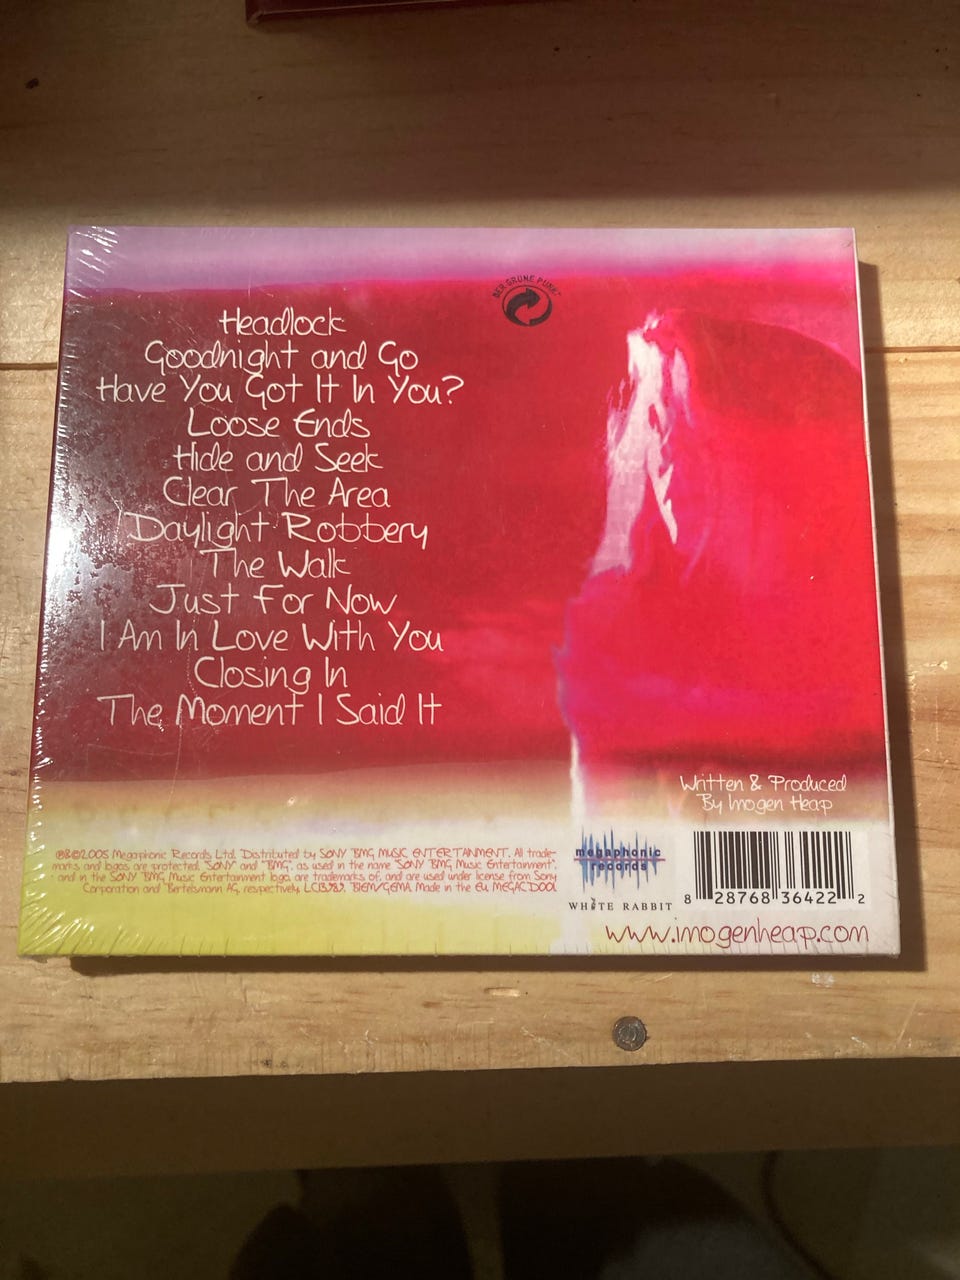 DER GRÜNE PUNKT
Headlock
Goodnight and Go
Have You Got It In You?
Loose Ends
Hide and Seek
Clear The Area
Daylight Robbery
The Walk
Just For Now
I Am In Love With You
Closing In
The Moment I Said It
Written & Produced
By Imogen Heap
℗&©2005 Megaphonic Records Ltd. Distributed by SONY BMG MUSIC ENTERTAINMENT. All trade-
marks and logos are protected. "SONY" and "BMG", as used in the name "SONY BMG Music Entertainment",
and in the SONY BMG Music Entertainment logo, are trademarks of, and are used under license from Sony
Corporation and Bertelsmann AG, respectively. BIEM/GEMA. Made in the EU. MEGACD001
megaphonic
records
WHITE RABBIT
8 28768 36422 2
www.imogenheap.com